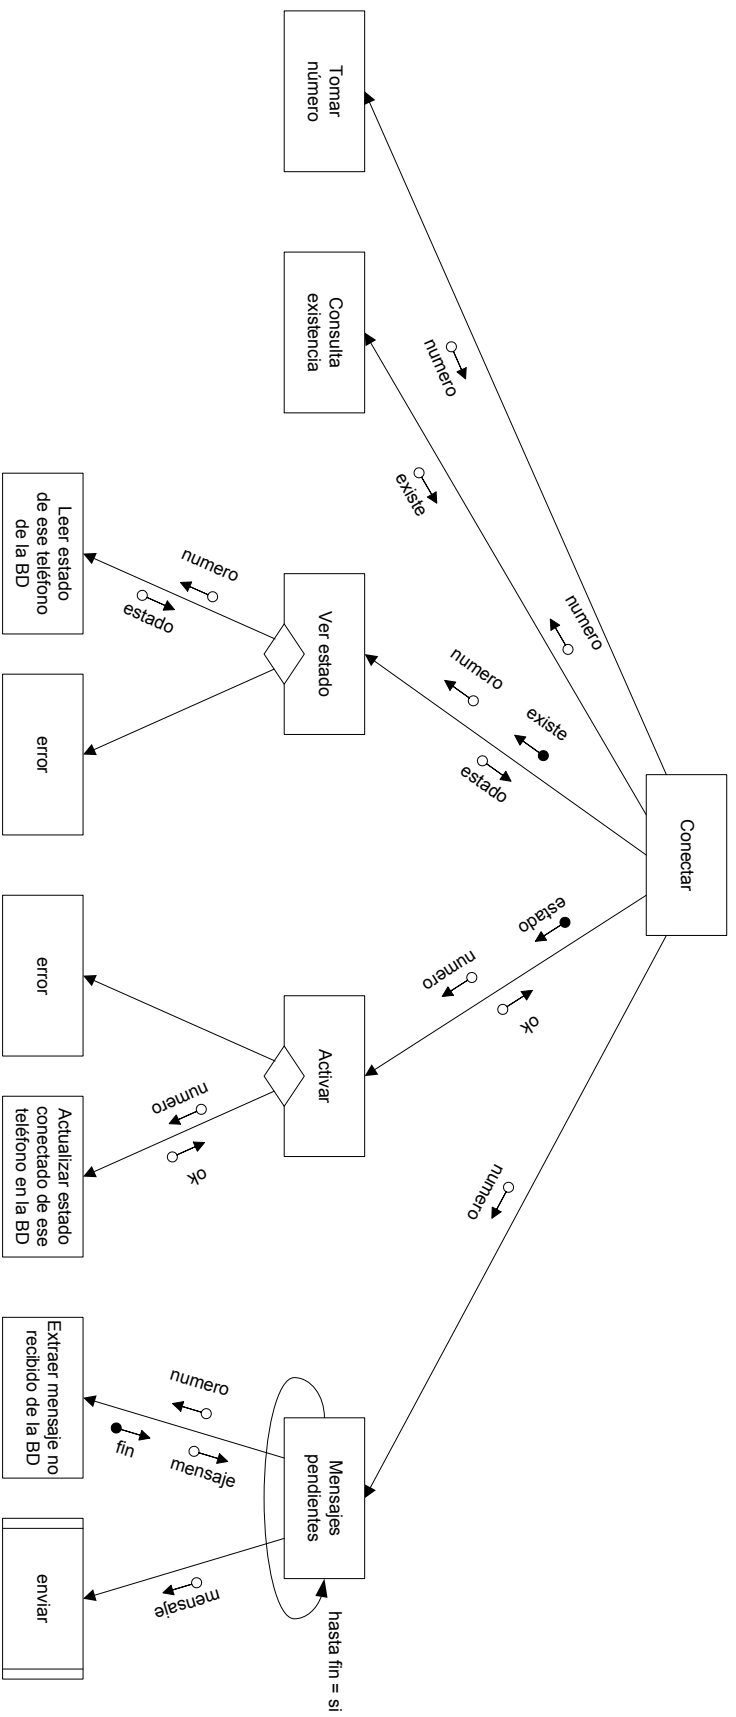 Conectar
numero
numero
existe
numero
existe
estado
estado
numero
ok
numero
Tomar
número
Consulta
existencia
Ver estado
Activar
Mensajes
pendientes
hasta fin = si
numero
estado
numero
ok
numero
fin
mensaje
mensaje
Leer estado
de ese teléfono
de la BD
error
error
Actualizar estado
conectado de ese
teléfono en la BD
Extraer mensaje no
recibido de la BD
enviar